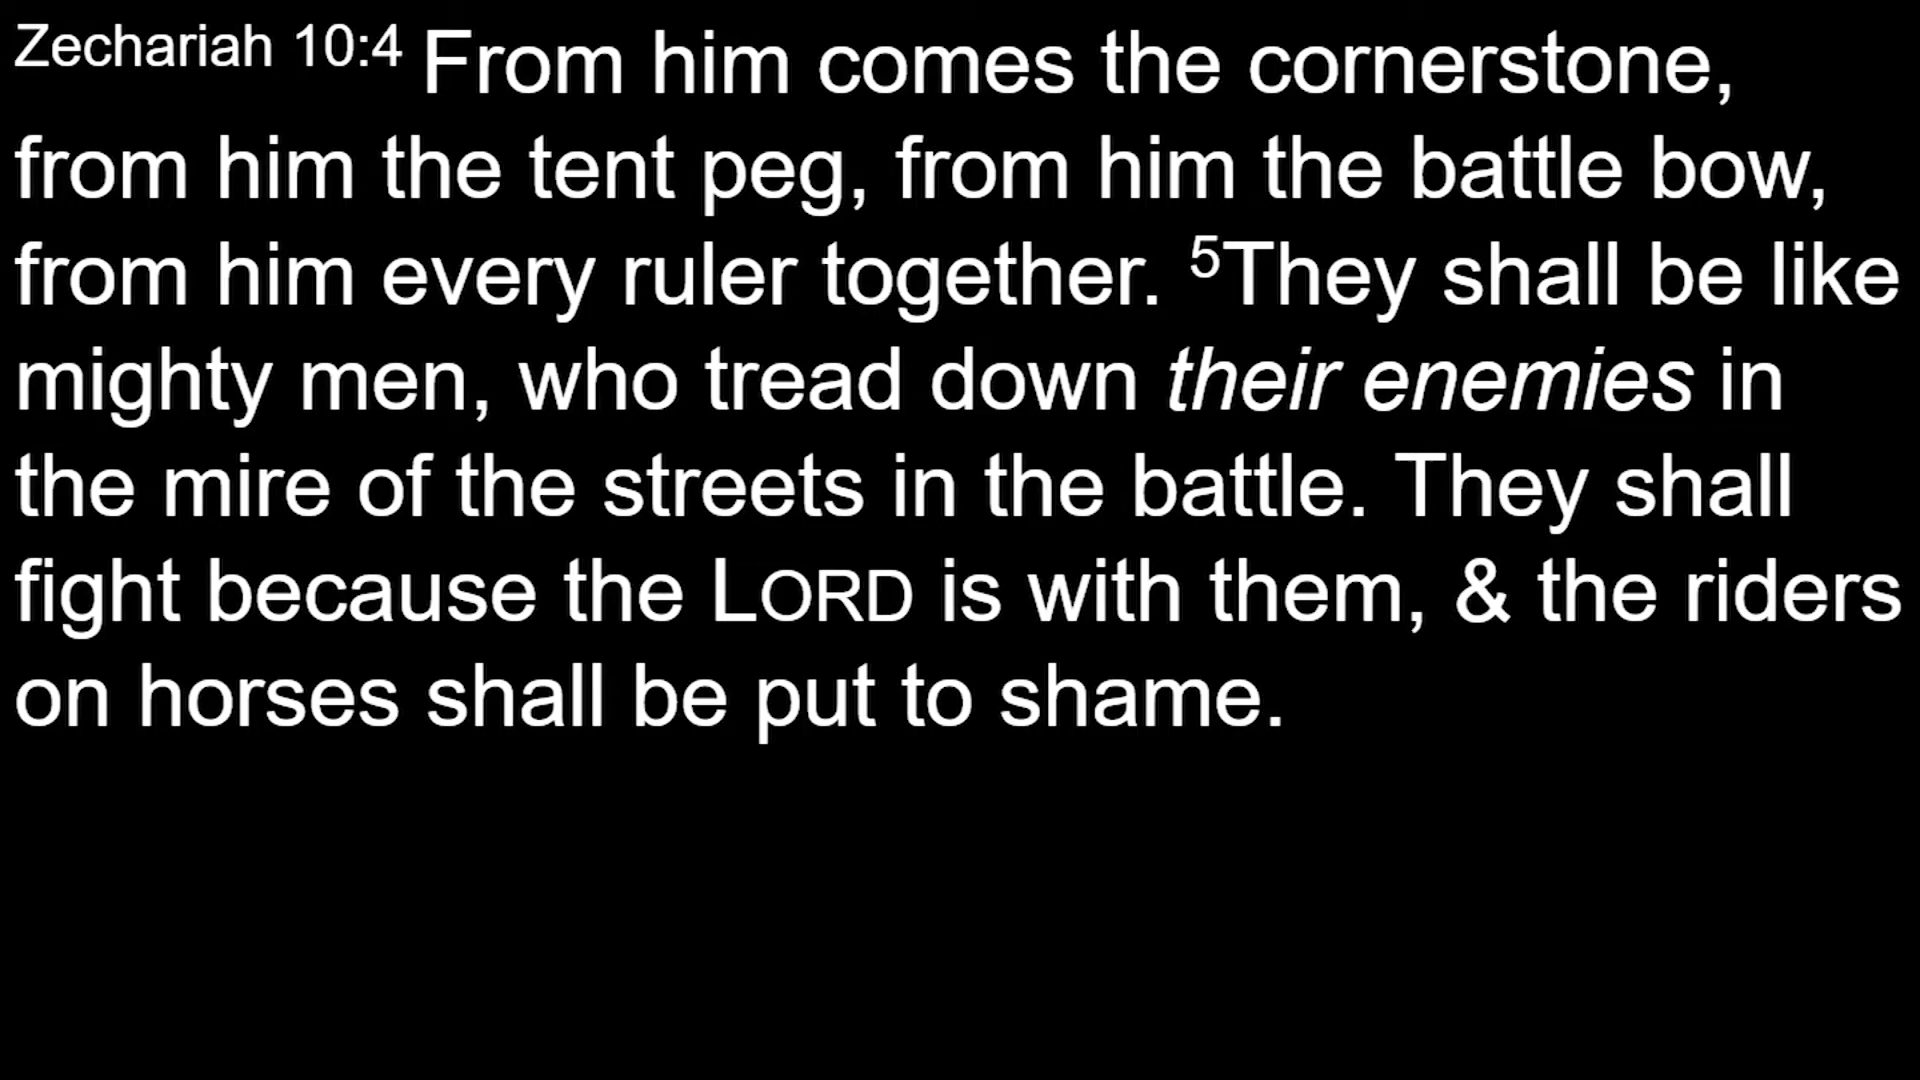 Zechariah 10:4 From him comes the cornerstone,
from him the tent peg, from him the battle bow,
from him every ruler together. 5They shall be like
mighty men, who tread down their enemies in
the mire of the streets in the battle. They shall
fight because the LORD is with them, & the riders
on horses shall be put to shame.